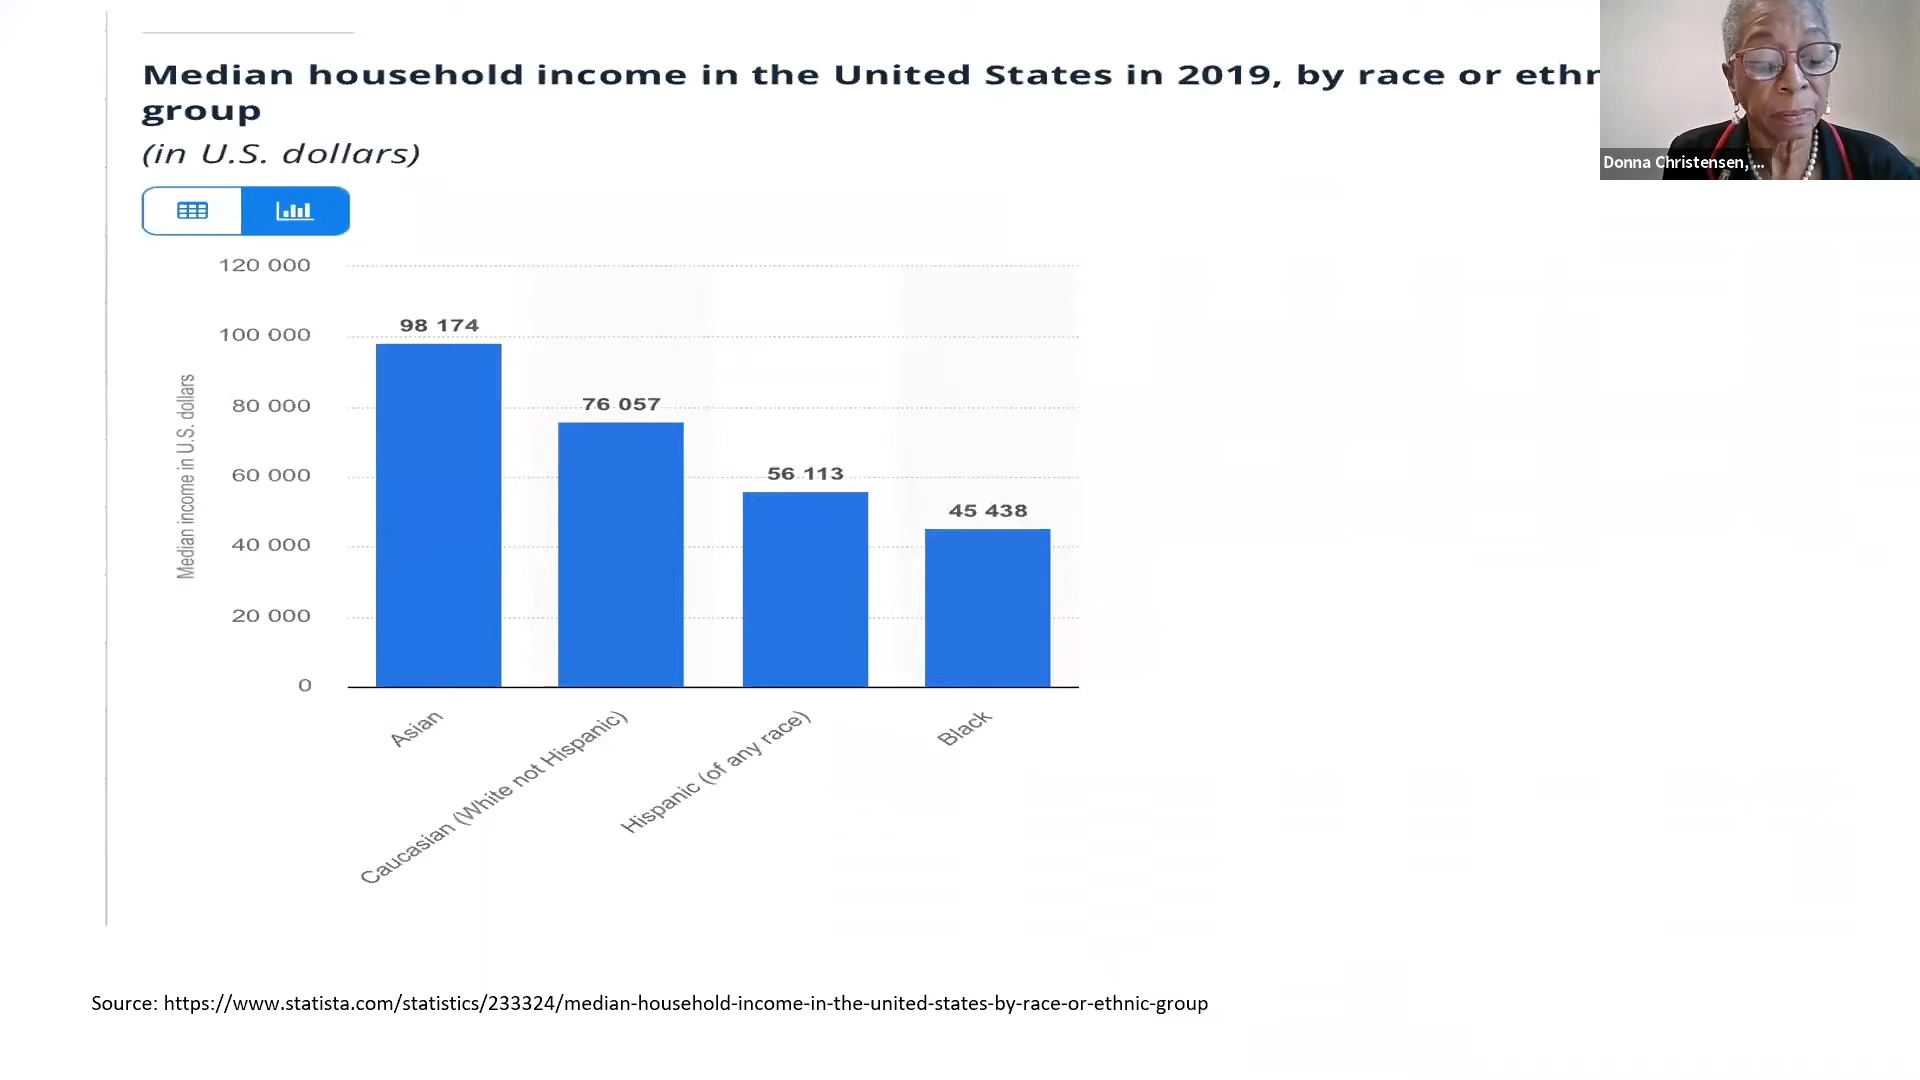 Median household income in the United States in 2019, by race or ethn
group
(in U.S. dollars)
Donna Christensen, ...
120 000
100 000
80 000
60 000
40 000
20 000
0
Median income in U.S. dollars
98 174
76 057
56 113
45 438
Asian
Caucasian (White not Hispanic)
Hispanic (of any race)
Black
Source: https://www.statista.com/statistics/233324/median-household-income-in-the-united-states-by-race-or-ethnic-group